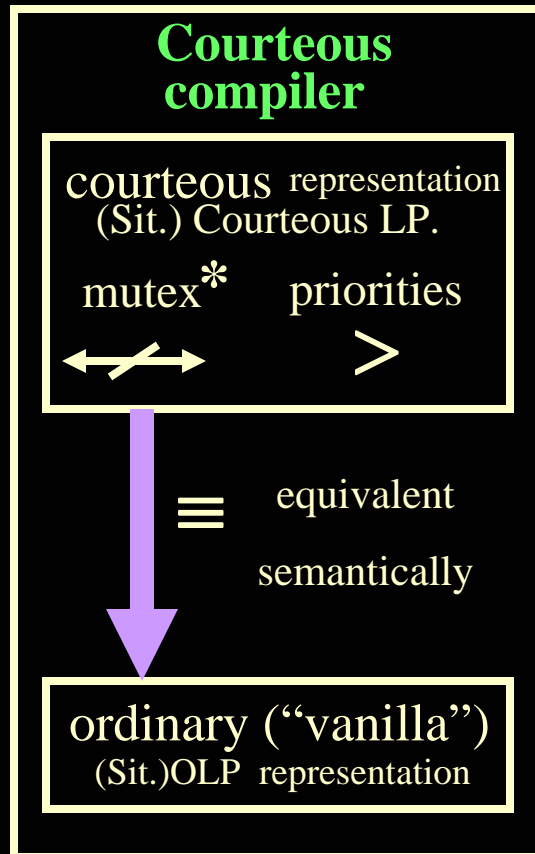 Courteous
compiler
courteous representation
(Sit.) Courteous LP.
mutex* priorities
>
≡ equivalent
semantically
ordinary (“vanilla”)
(Sit.)OLP representation